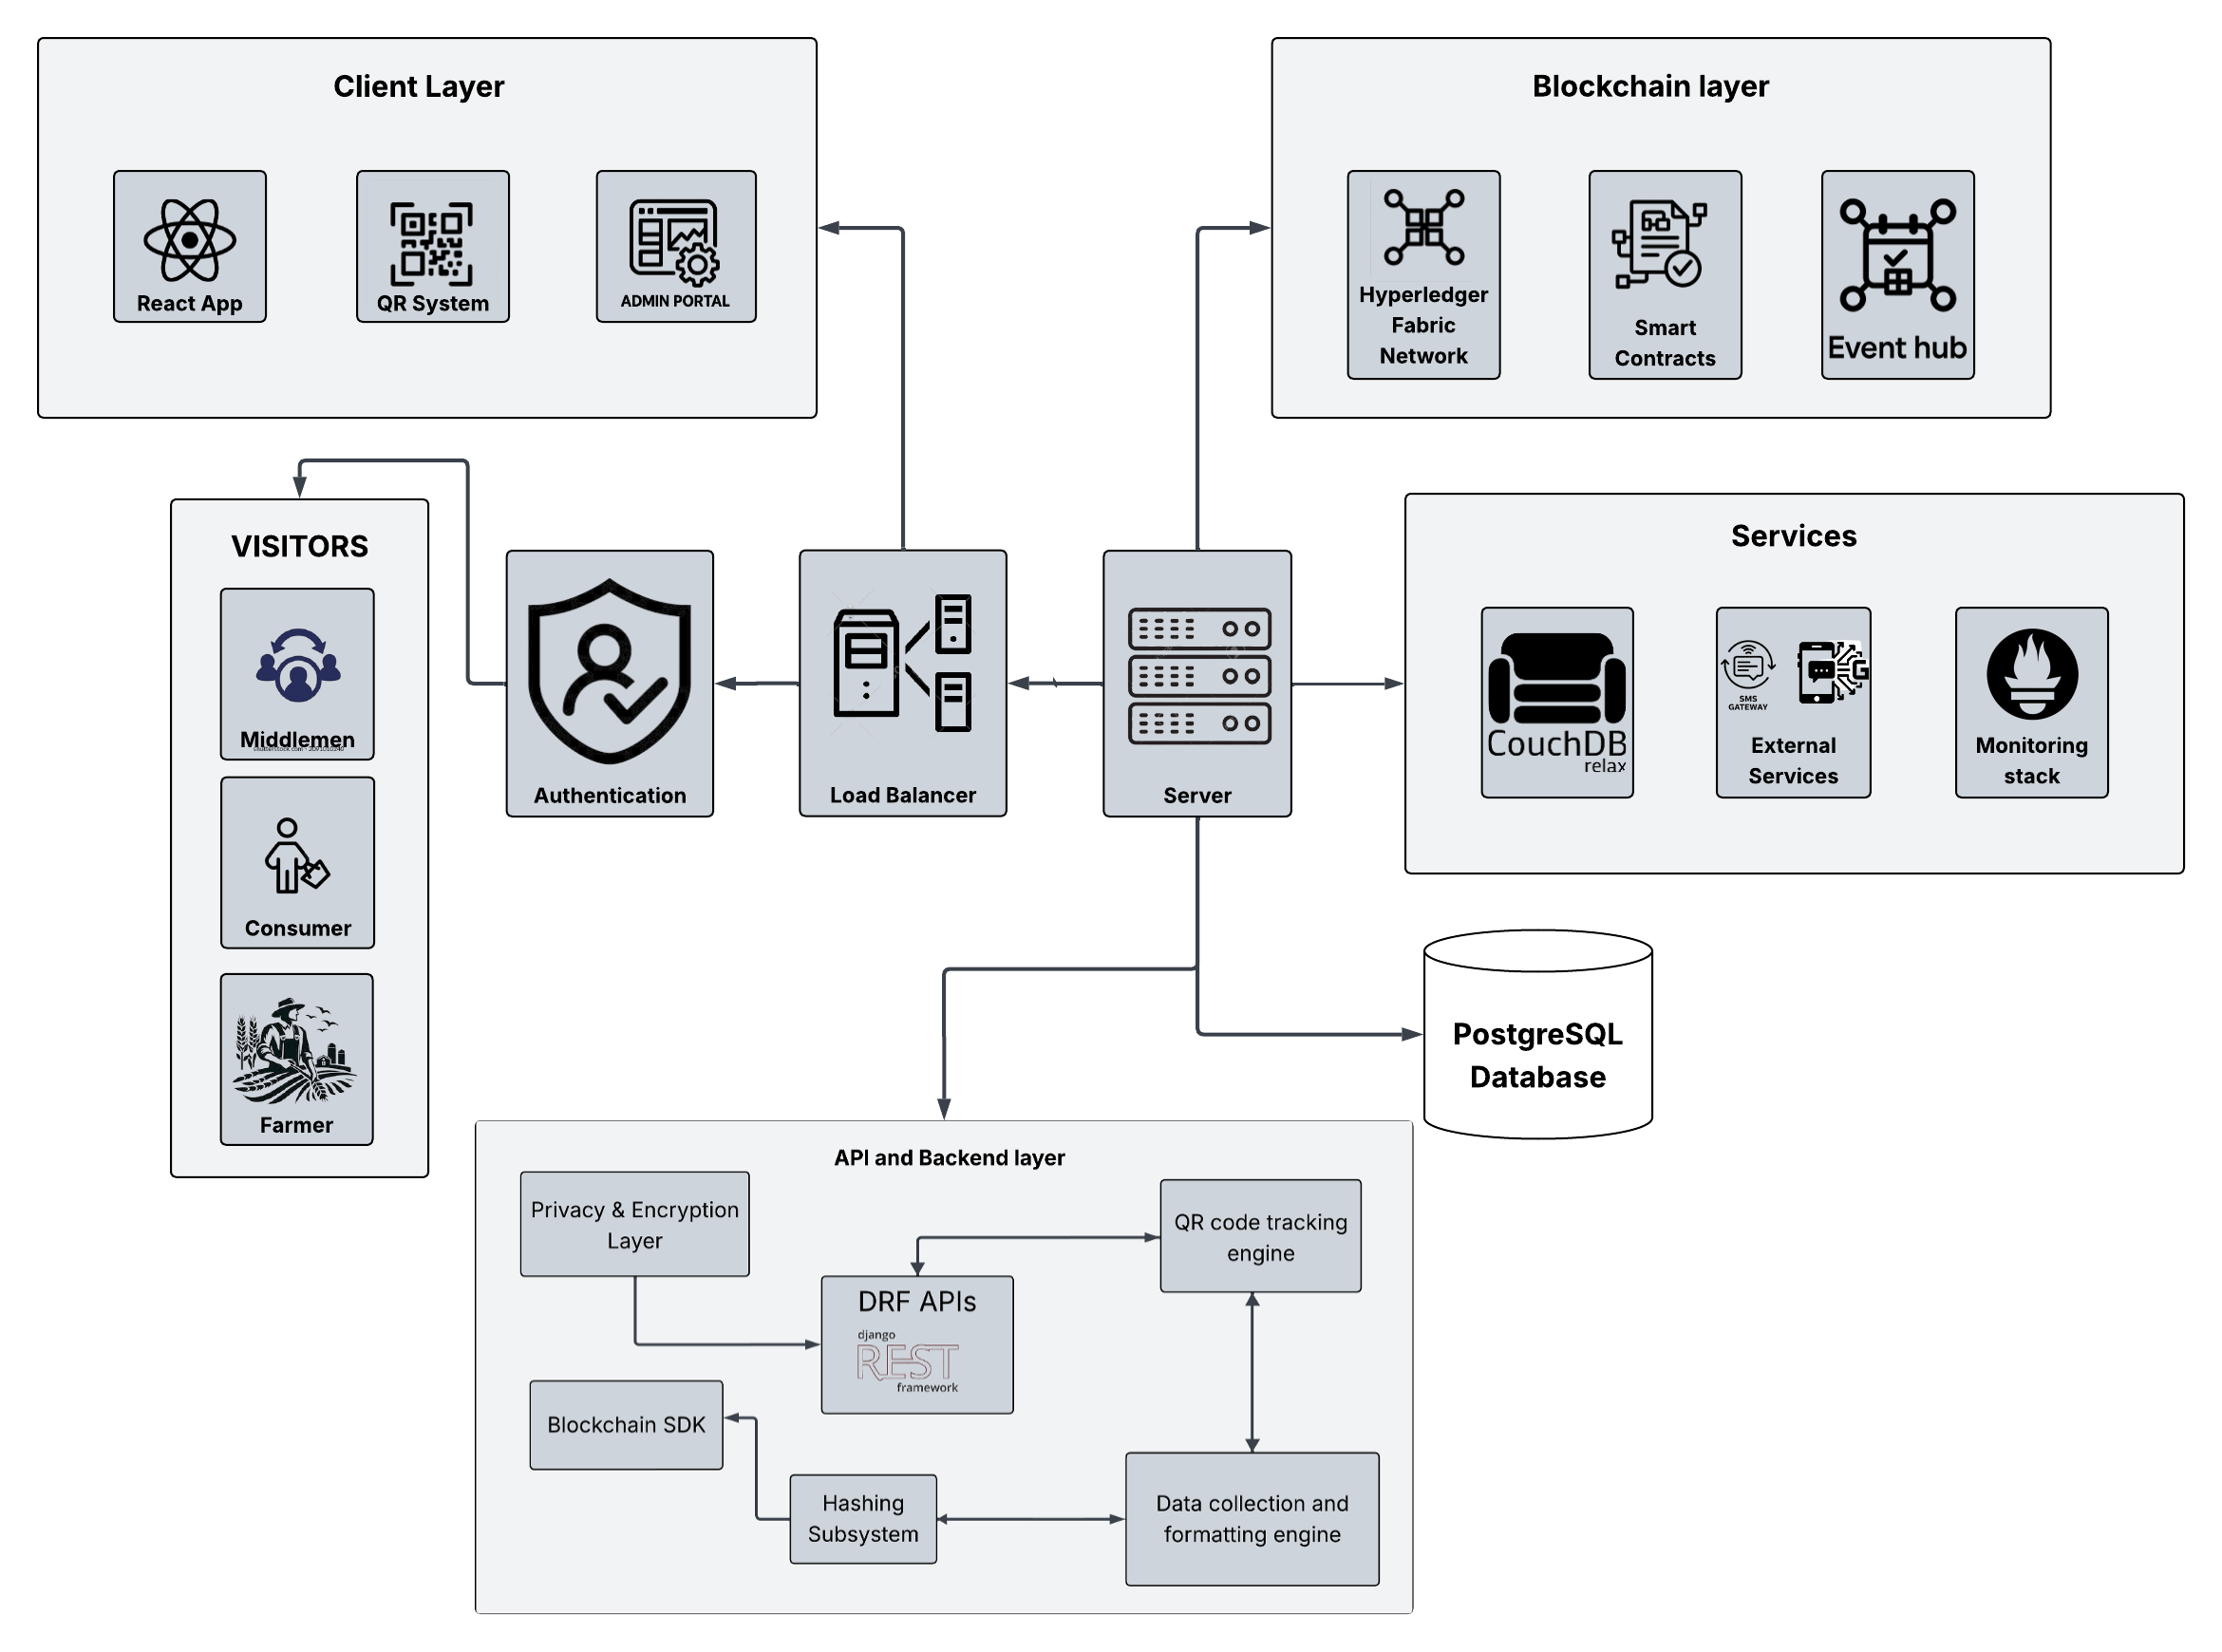 Client Layer
React App
QR System
ADMIN PORTAL
Blockchain layer
Hyperledger
Fabric
Network
Smart
Contracts
Event hub
VISITORS
Middlemen
Consumer
Farmer
Authentication
Load Balancer
Server
Services
CouchDB
relax
SMS
GATEWAY
External
Services
Monitoring
stack
PostgreSQL
Database
API and Backend layer
Privacy & Encryption
Layer
QR code tracking
engine
DRF APIs
django
REST
framework
Blockchain SDK
Hashing
Subsystem
Data collection and
formatting engine